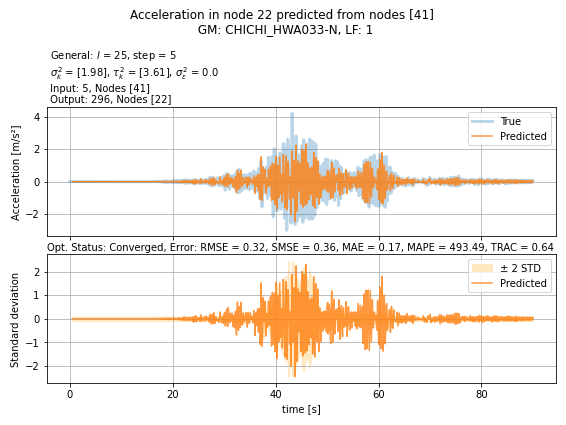 Acceleration in node 22 predicted from nodes [41]
GM: CHICHI_HWA033-N, LF: 1
General: l = 25, step = 5
σ²ₖ = [1.98], τ²ₖ = [3.61], σ²ε = 0.0
Input: 5, Nodes [41]
Output: 296, Nodes [22]
Acceleration [m/s²]
4
2
0
−2
True
Predicted
Opt. Status: Converged, Error: RMSE = 0.32, SMSE = 0.36, MAE = 0.17, MAPE = 493.49, TRAC = 0.64
Standard deviation
2
1
0
−1
−2
± 2 STD
Predicted
0 20 40 60 80
time [s]